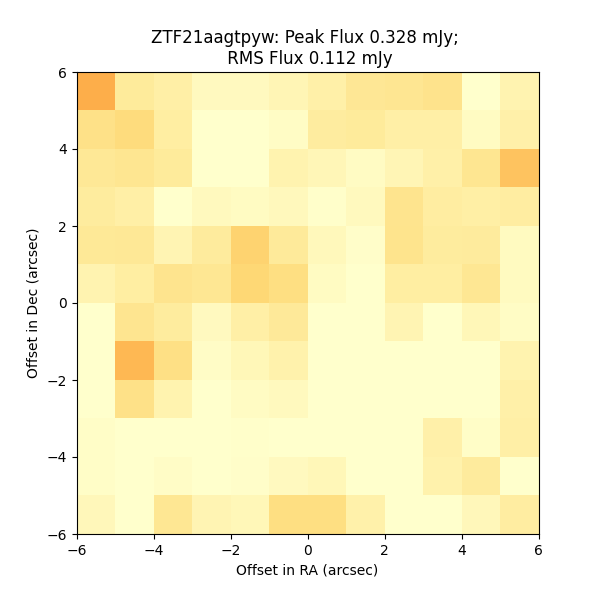 ZTF21aagtpyw: Peak Flux 0.328 mJy;
RMS Flux 0.112 mJy
6
4
2
0
−2
−4
−6
Offset in Dec (arcsec)
−6 −4 −2 0 2 4 6
Offset in RA (arcsec)